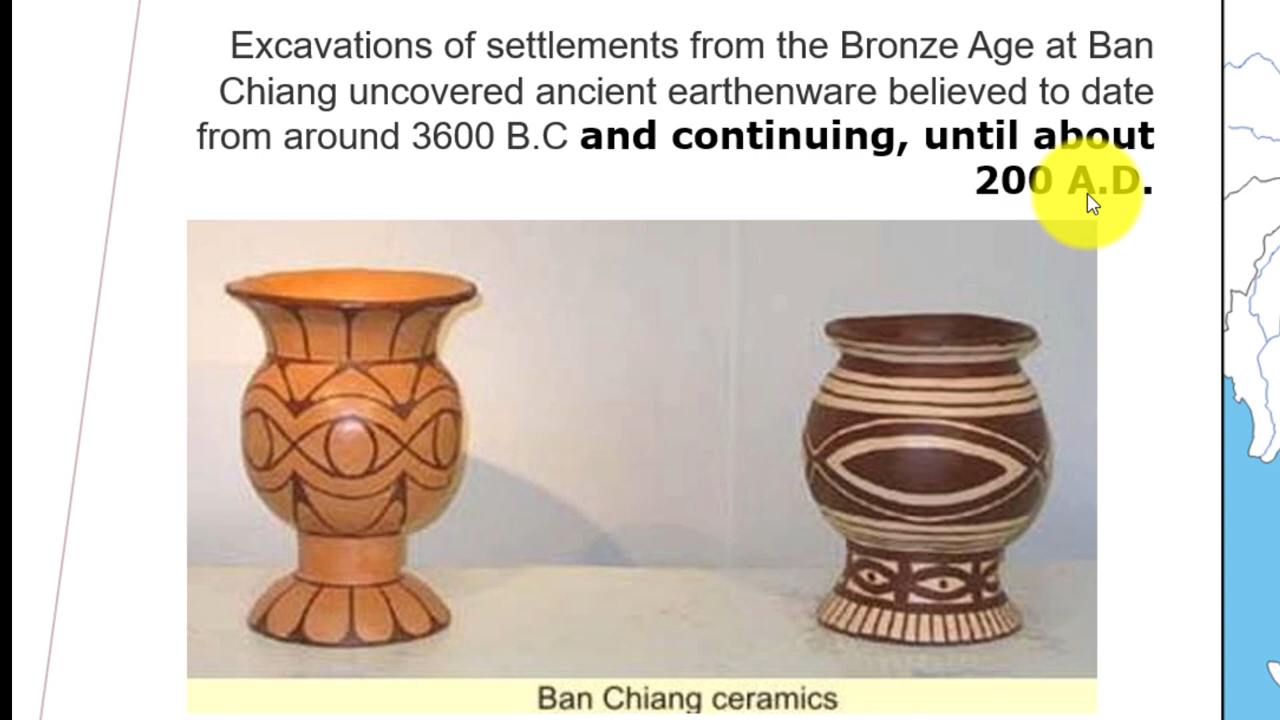 Excavations of settlements from the Bronze Age at Ban
Chiang uncovered ancient earthenware believed to date
from around 3600 B.C and continuing, until about
200 A.D.
Ban Chiang ceramics